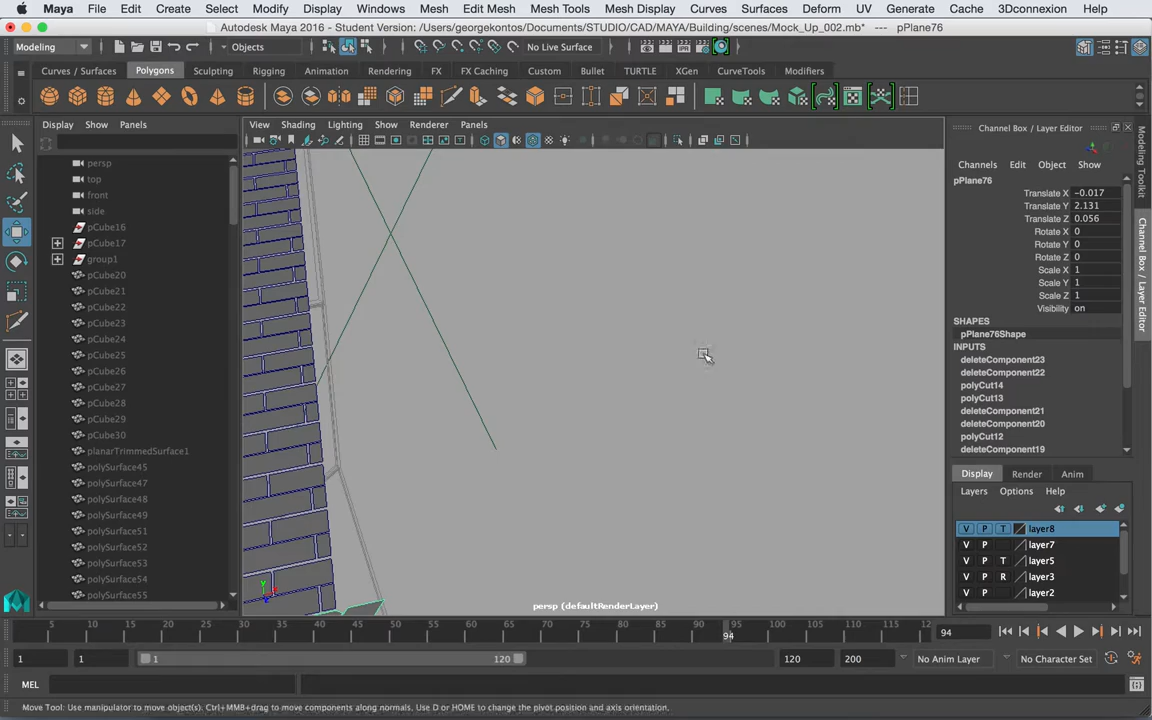 Maya File Edit Create Select Modify Display Windows Mesh Edit Mesh Mesh Tools Mesh Display Curves Surfaces Deform UV Generate Cache 3Dconnexion Help
Autodesk Maya 2016 - Student Version: /Users/georgekontos/Documents/STUDIO/CAD/MAYA/Building/scenes/Mock_Up_002.mb* --- pPlane76
Modeling Objects No Live Surface
Curves / Surfaces Polygons Sculpting Rigging Animation Rendering FX FX Caching Custom Bullet TURTLE XGen CurveTools Modifiers
Display Show Panels
View Shading Lighting Show Renderer Panels
Channel Box / Layer Editor
Channels Edit Object Show
persp
top
front
side
pCube16
pCube17
group1
pCube20
pCube21
pCube22
pCube23
pCube24
pCube25
pCube26
pCube27
pCube28
pCube29
pCube30
planarTrimmedSurface1
polySurface45
polySurface47
polySurface48
polySurface49
polySurface51
polySurface52
polySurface53
polySurface54
polySurface55
y
persp (defaultRenderLayer)
pPlane76
Translate X -0.017
Translate Y 2.131
Translate Z 0.056
Rotate X 0
Rotate Y 0
Rotate Z 0
Scale X 1
Scale Y 1
Scale Z 1
Visibility on
SHAPES
pPlane76Shape
INPUTS
deleteComponent23
deleteComponent22
polyCut14
polyCut13
deleteComponent21
deleteComponent20
polyCut12
deleteComponent19
Display Render Anim
Layers Options Help
V P T layer8
V P layer7
V P T layer5
V P R layer3
V P layer2
Modeling Toolkit
Channel Box / Layer Editor
5 10 15 20 25 30 35 40 45 50 55 60 65 70 75 80 85 90 94 95 100 105 110 115 12
94
1 1 1 120 120 200 No Anim Layer No Character Set
MEL
Move Tool: Use manipulator to move object(s). Ctrl+MMB+drag to move components along normals. Use D or HOME to change the pivot position and axis orientation.